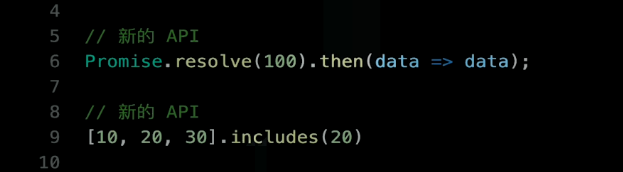 4
5 // 新的 API
6 Promise.resolve(100).then(data => data);
7
8 // 新的 API
9 [10, 20, 30].includes(20)
10